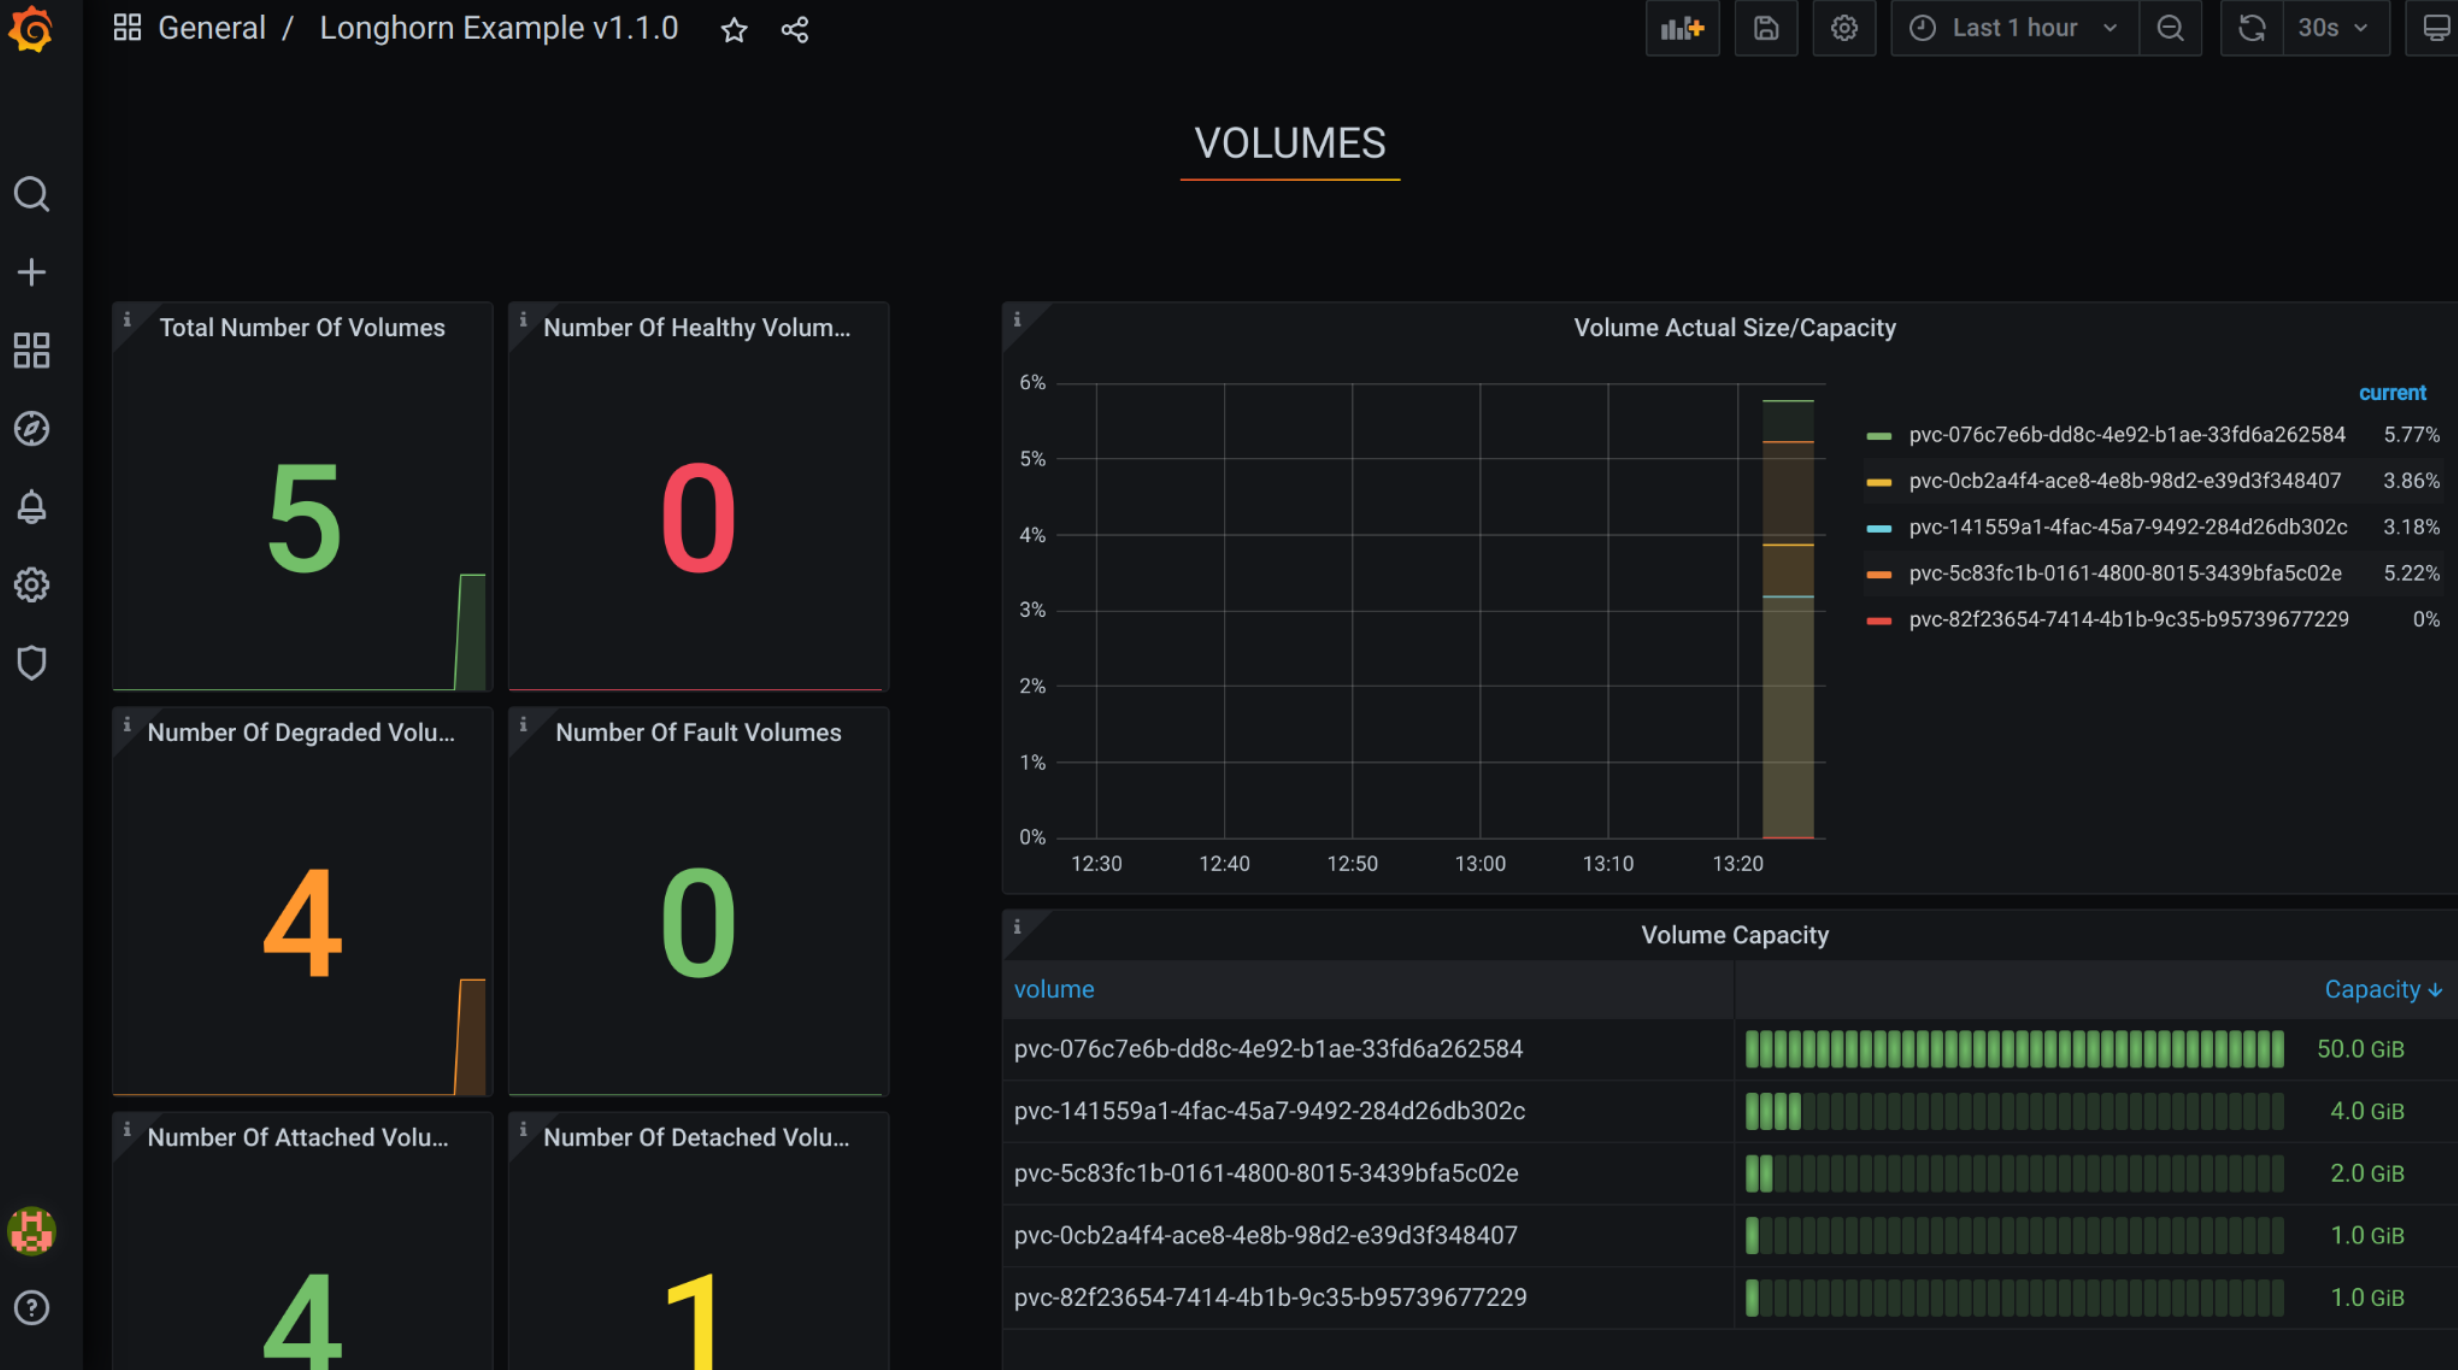 General / Longhorn Example v1.1.0
Last 1 hour
30s
VOLUMES
Total Number Of Volumes
5
Number Of Healthy Volum...
0
Number Of Degraded Volu...
4
Number Of Fault Volumes
0
Number Of Attached Volu...
4
Number Of Detached Volu...
1
Volume Actual Size/Capacity
6%
5%
4%
3%
2%
1%
0%
12:30 12:40 12:50 13:00 13:10 13:20
current
pvc-076c7e6b-dd8c-4e92-b1ae-33fd6a262584 5.77%
pvc-0cb2a4f4-ace8-4e8b-98d2-e39d3f348407 3.86%
pvc-141559a1-4fac-45a7-9492-284d26db302c 3.18%
pvc-5c83fc1b-0161-4800-8015-3439bfa5c02e 5.22%
pvc-82f23654-7414-4b1b-9c35-b95739677229 0%
Volume Capacity
volume Capacity
pvc-076c7e6b-dd8c-4e92-b1ae-33fd6a262584 50.0 GiB
pvc-141559a1-4fac-45a7-9492-284d26db302c 4.0 GiB
pvc-5c83fc1b-0161-4800-8015-3439bfa5c02e 2.0 GiB
pvc-0cb2a4f4-ace8-4e8b-98d2-e39d3f348407 1.0 GiB
pvc-82f23654-7414-4b1b-9c35-b95739677229 1.0 GiB